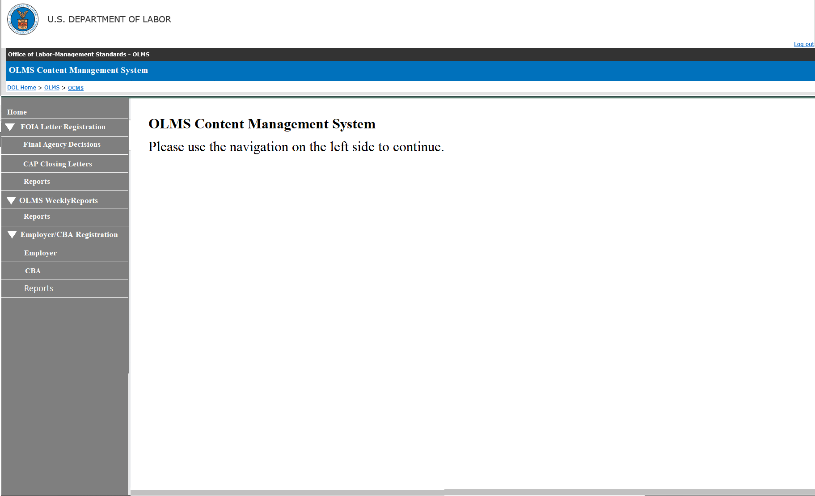 U.S. DEPARTMENT OF LABOR
Log out
Office of Labor-Management Standards - OLMS
OLMS Content Management System
DOL Home > OLMS > OCMS
Home
FOIA Letter Registration
Final Agency Decisions
CAP Closing Letters
Reports
OLMS WeeklyReports
Reports
Employer/CBA Registration
Employer
CBA
Reports
OLMS Content Management System
Please use the navigation on the left side to continue.